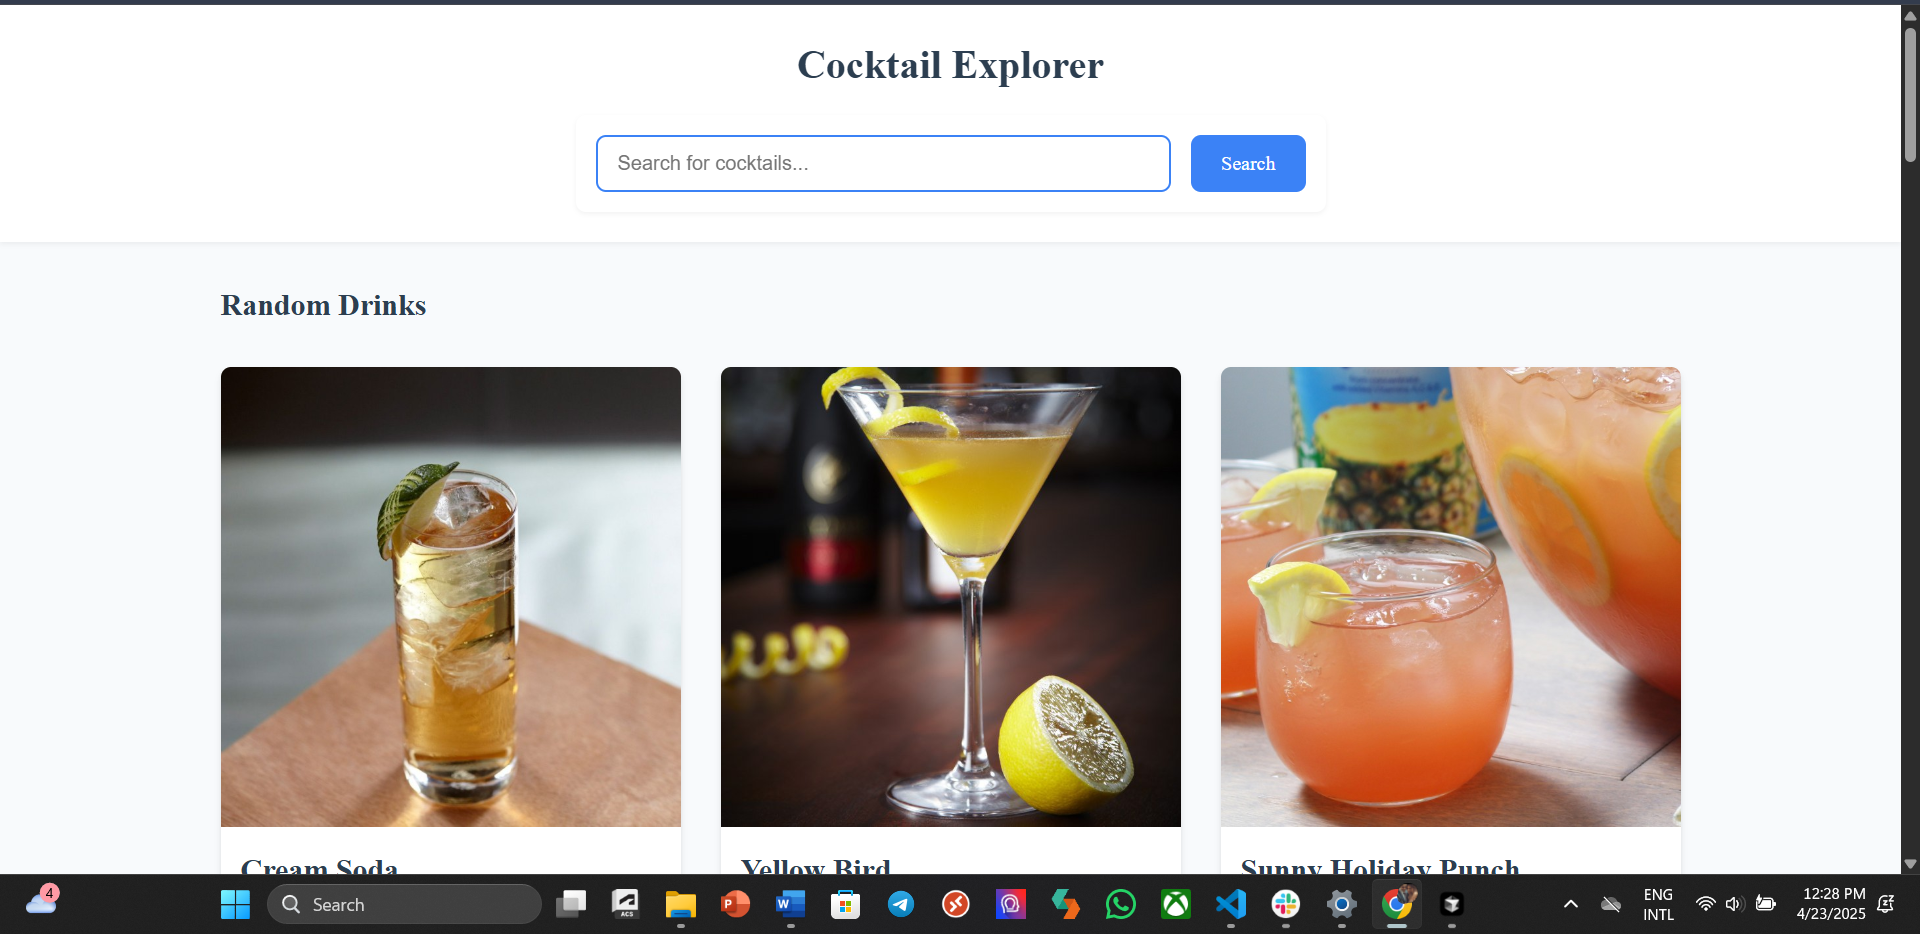 Cocktail Explorer
Search for cocktails...
Search
Random Drinks
Cream Soda
Yellow Bird
Sunny Holiday Punch
4
Search
ACS
P
W
ENG
INTL
12:28 PM
4/23/2025